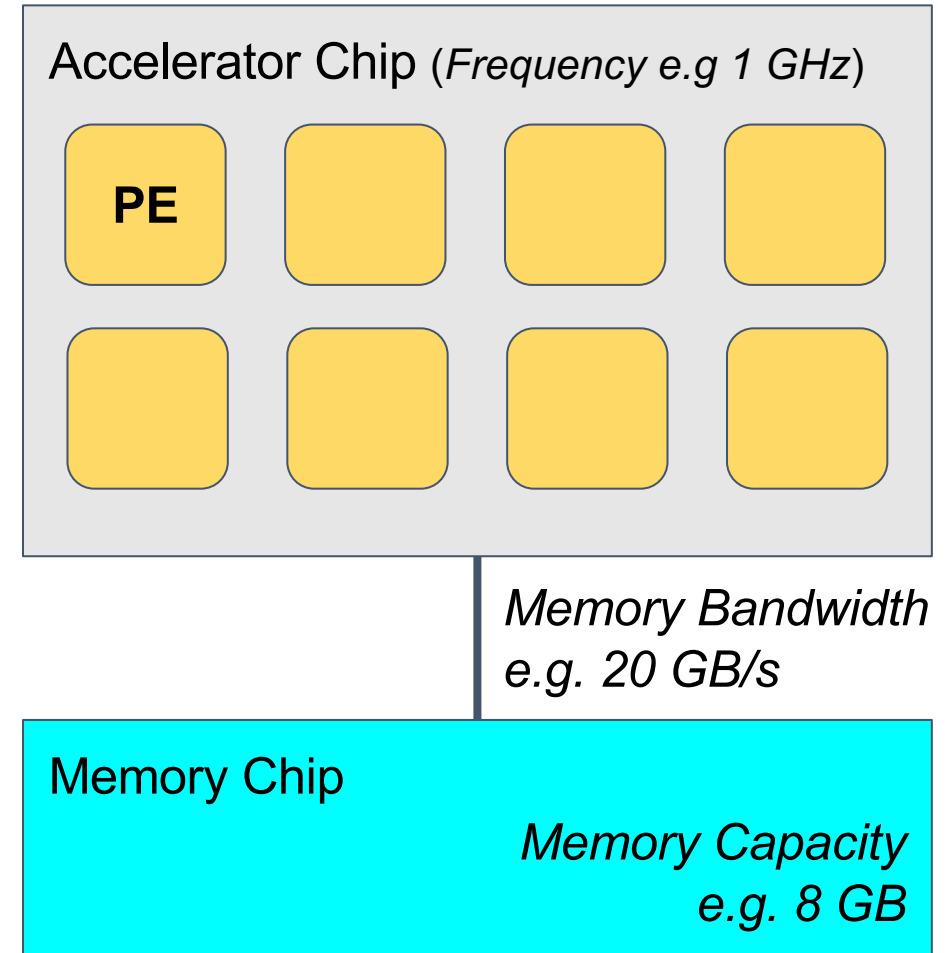 Accelerator Chip (Frequency e.g 1 GHz)
PE
Memory Bandwidth
e.g. 20 GB/s
Memory Chip
Memory Capacity
e.g. 8 GB